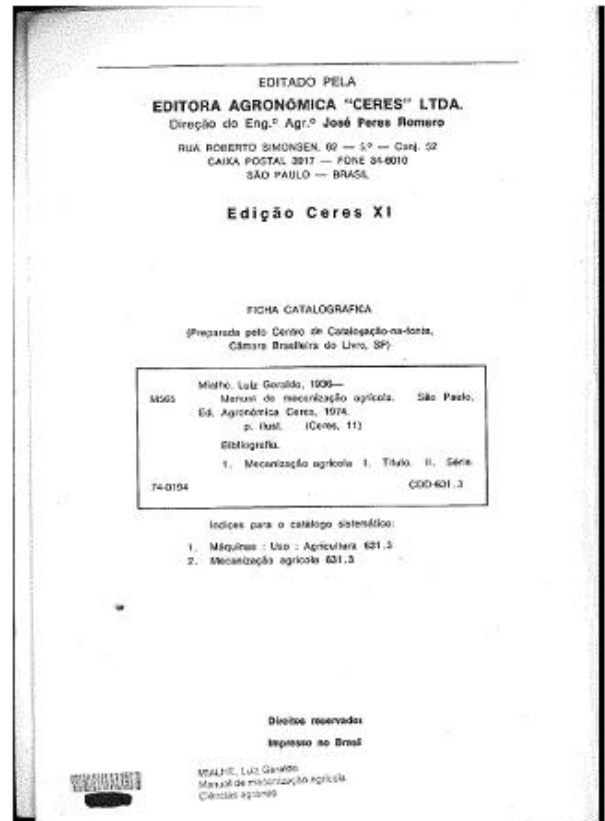 EDITADO PELA
EDITORA AGRONÔMICA "CERES" LTDA.
Direção do Eng.º Agr.º José Peres Romero
RUA ROBERTO SIMONSEN, 62 — 5.º — Conj. 52
CAIXA POSTAL 3917 — FONE 34-6010
SÃO PAULO — BRASIL
Edição Ceres XI
FICHA CATALOGRÁFICA
(Preparada pelo Centro de Catalogação-na-fonte,
Câmara Brasileira do Livro, SP)
Mialhe, Luiz Geraldo, 1936—
M565 Manual de mecanização agrícola. São Paulo,
Ed. Agronômica Ceres, 1974.
p. ilust. (Ceres, 11)
Bibliografia.
1. Mecanização agrícola I. Título. II. Série.
74-0194 CDD-631.3
Índices para o catálogo sistemático:
1. Máquinas : Uso : Agricultura 631.3
2. Mecanização agrícola 631.3
Direitos reservados
Impresso no Brasil
MIALHE, Luiz Geraldo
Manual de mecanização agrícola
Ciências agrárias